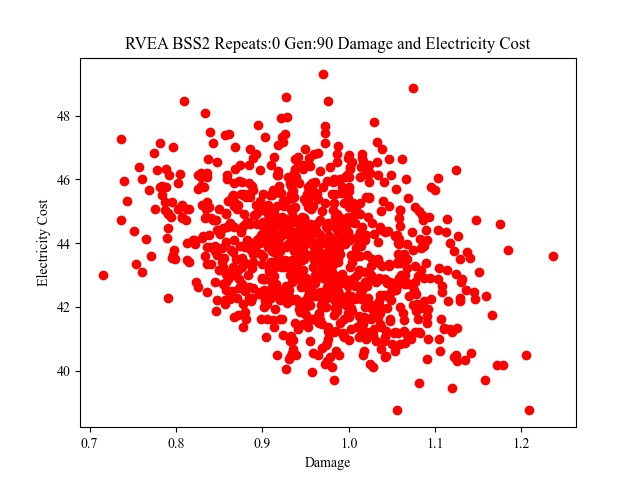 RVEA BSS2 Repeats:0 Gen:90 Damage and Electricity Cost
Electricity Cost
48
46
44
42
40
0.7 0.8 0.9 1.0 1.1 1.2
Damage